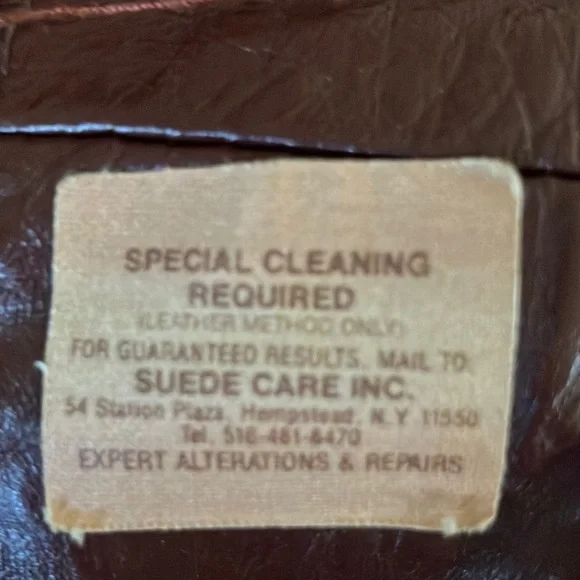 SPECIAL CLEANING
REQUIRED
(LEATHER METHOD ONLY)
FOR GUARANTEED RESULTS, MAIL TO:
SUEDE CARE INC.
54 Station Plaza, Hempstead, N.Y 11550
Tel. 516-481-8470
EXPERT ALTERATIONS & REPAIRS